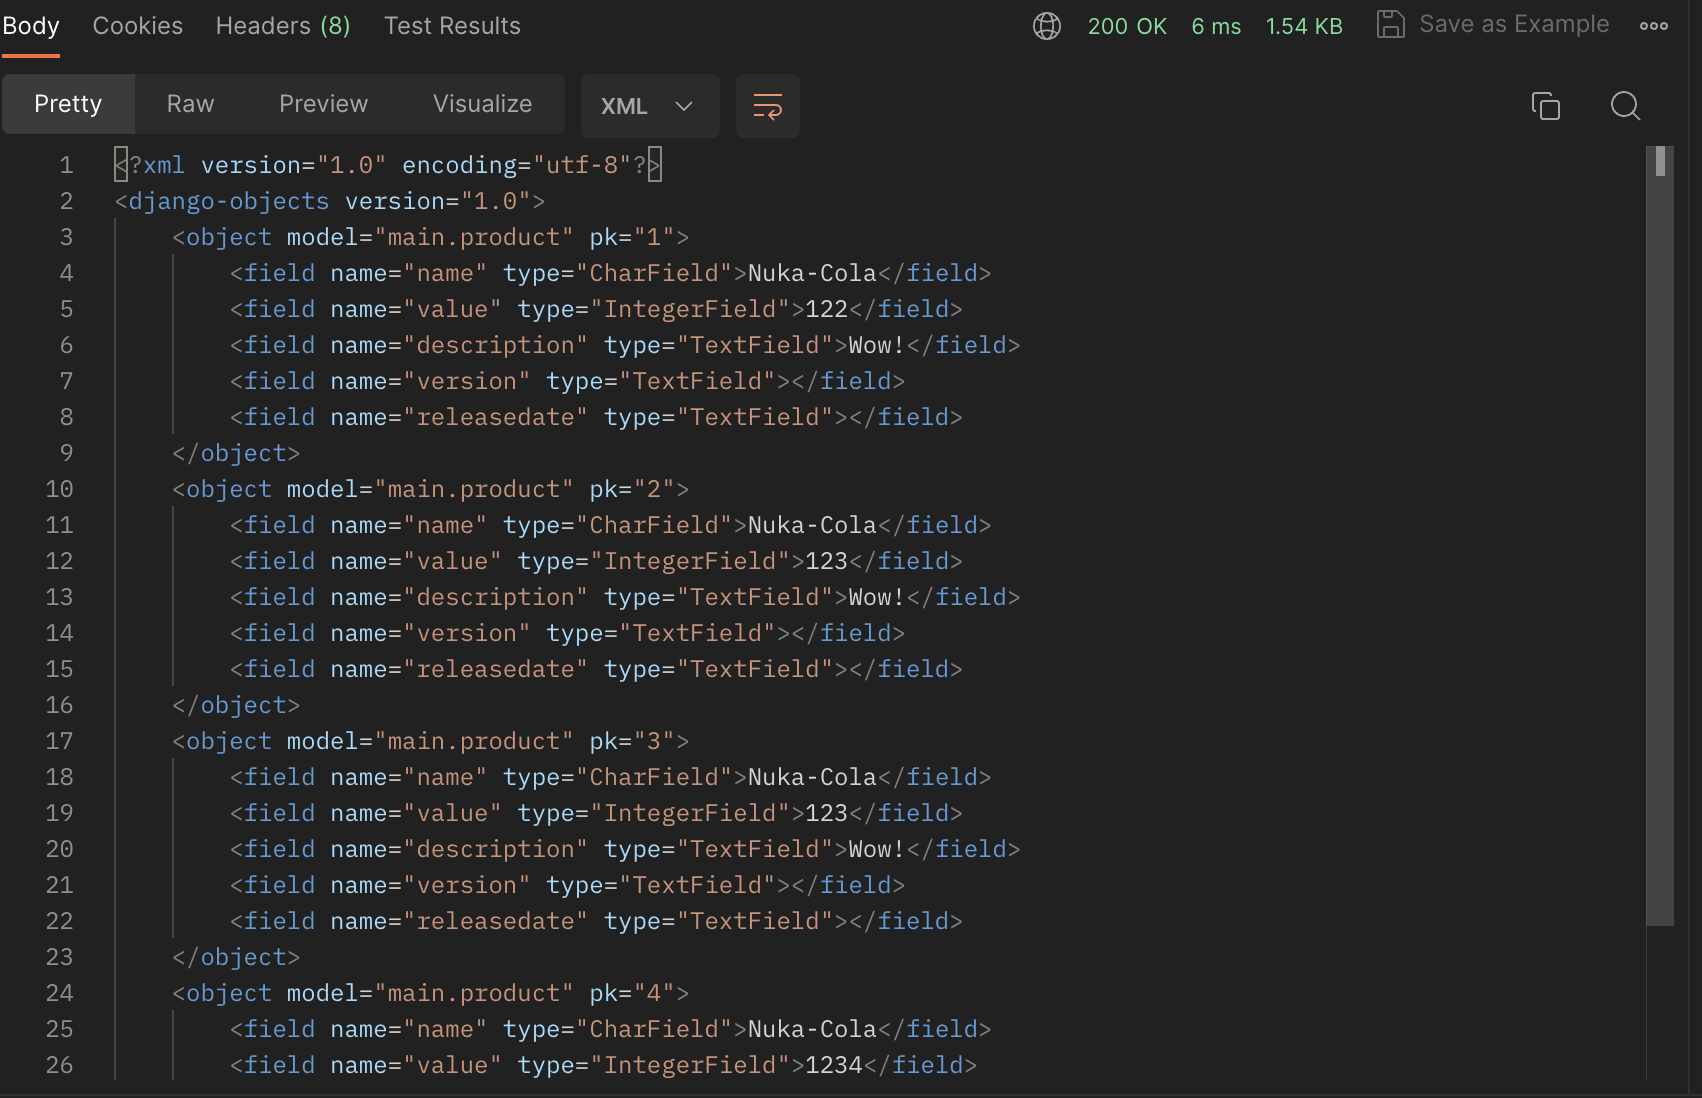 Body Cookies Headers (8) Test Results 200 OK 6 ms 1.54 KB Save as Example
Pretty Raw Preview Visualize XML
1 <?xml version="1.0" encoding="utf-8"?>
2 <django-objects version="1.0">
3 <object model="main.product" pk="1">
4 <field name="name" type="CharField">Nuka-Cola</field>
5 <field name="value" type="IntegerField">122</field>
6 <field name="description" type="TextField">Wow!</field>
7 <field name="version" type="TextField"></field>
8 <field name="releasedate" type="TextField"></field>
9 </object>
10 <object model="main.product" pk="2">
11 <field name="name" type="CharField">Nuka-Cola</field>
12 <field name="value" type="IntegerField">123</field>
13 <field name="description" type="TextField">Wow!</field>
14 <field name="version" type="TextField"></field>
15 <field name="releasedate" type="TextField"></field>
16 </object>
17 <object model="main.product" pk="3">
18 <field name="name" type="CharField">Nuka-Cola</field>
19 <field name="value" type="IntegerField">123</field>
20 <field name="description" type="TextField">Wow!</field>
21 <field name="version" type="TextField"></field>
22 <field name="releasedate" type="TextField"></field>
23 </object>
24 <object model="main.product" pk="4">
25 <field name="name" type="CharField">Nuka-Cola</field>
26 <field name="value" type="IntegerField">1234</field>